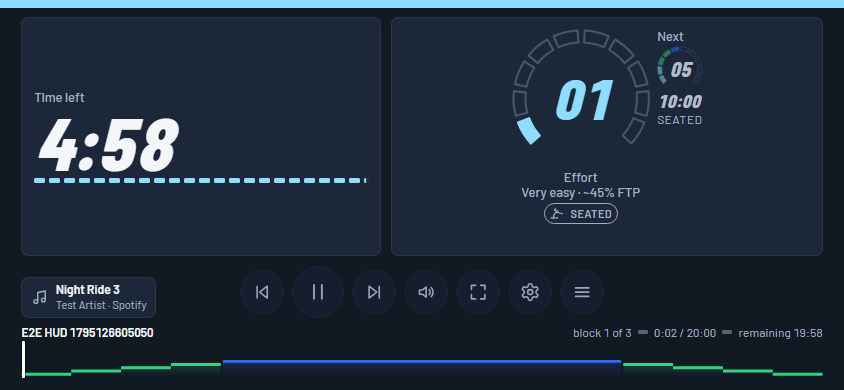 TIme left
4:58
01
Next
05
10:00
SEATED
Effort
Very easy · ~45% FTP
SEATED
Night Ride 3
Test Artist · Spotify
E2E HUD 1795126605050
block 1 of 3 0:02 / 20:00 remaining 19:58